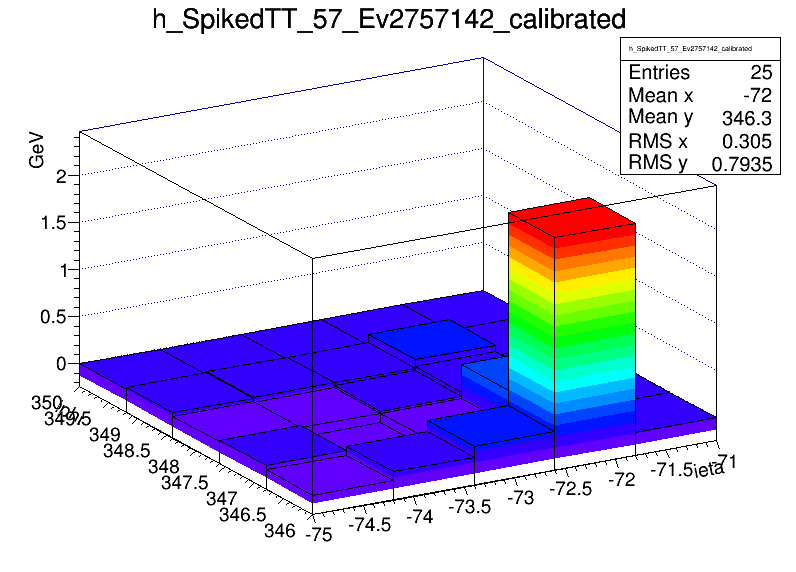 h_SpikedTT_57_Ev2757142_calibrated
h_SpikedTT_57_Ev2757142_calibrated
Entries 25
Mean x -72
Mean y 346.3
RMS x 0.305
RMS y 0.7935
GeV
2
1.5
1
0.5
0
350
349.5
349
348.5
348
347.5
347
346.5
346
-75
-74.5
-74
-73.5
-73
-72.5
-72
-71.5
-71
ieta